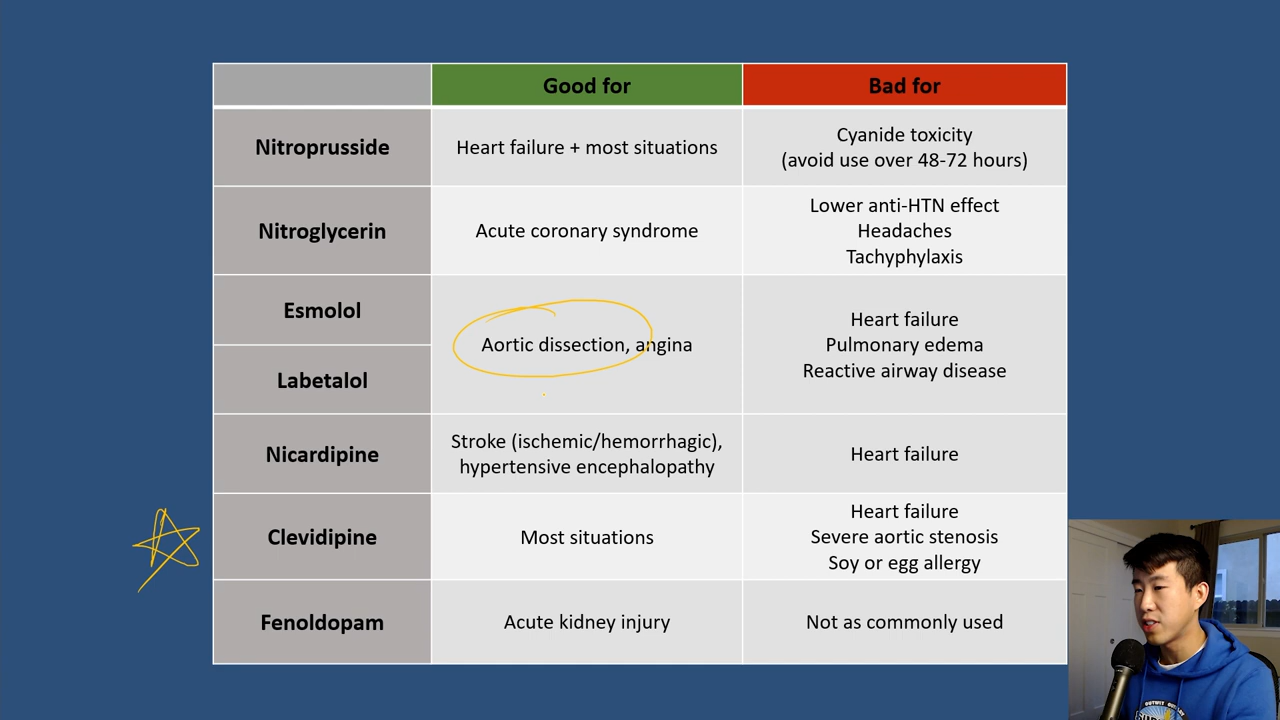 Good for
Bad for
Nitroprusside
Heart failure + most situations
Cyanide toxicity
(avoid use over 48-72 hours)
Nitroglycerin
Acute coronary syndrome
Lower anti-HTN effect
Headaches
Tachyphylaxis
Esmolol
Labetalol
Aortic dissection, angina
Heart failure
Pulmonary edema
Reactive airway disease
Nicardipine
Stroke (ischemic/hemorrhagic),
hypertensive encephalopathy
Heart failure
Clevidipine
Most situations
Heart failure
Severe aortic stenosis
Soy or egg allergy
Fenoldopam
Acute kidney injury
Not as commonly used